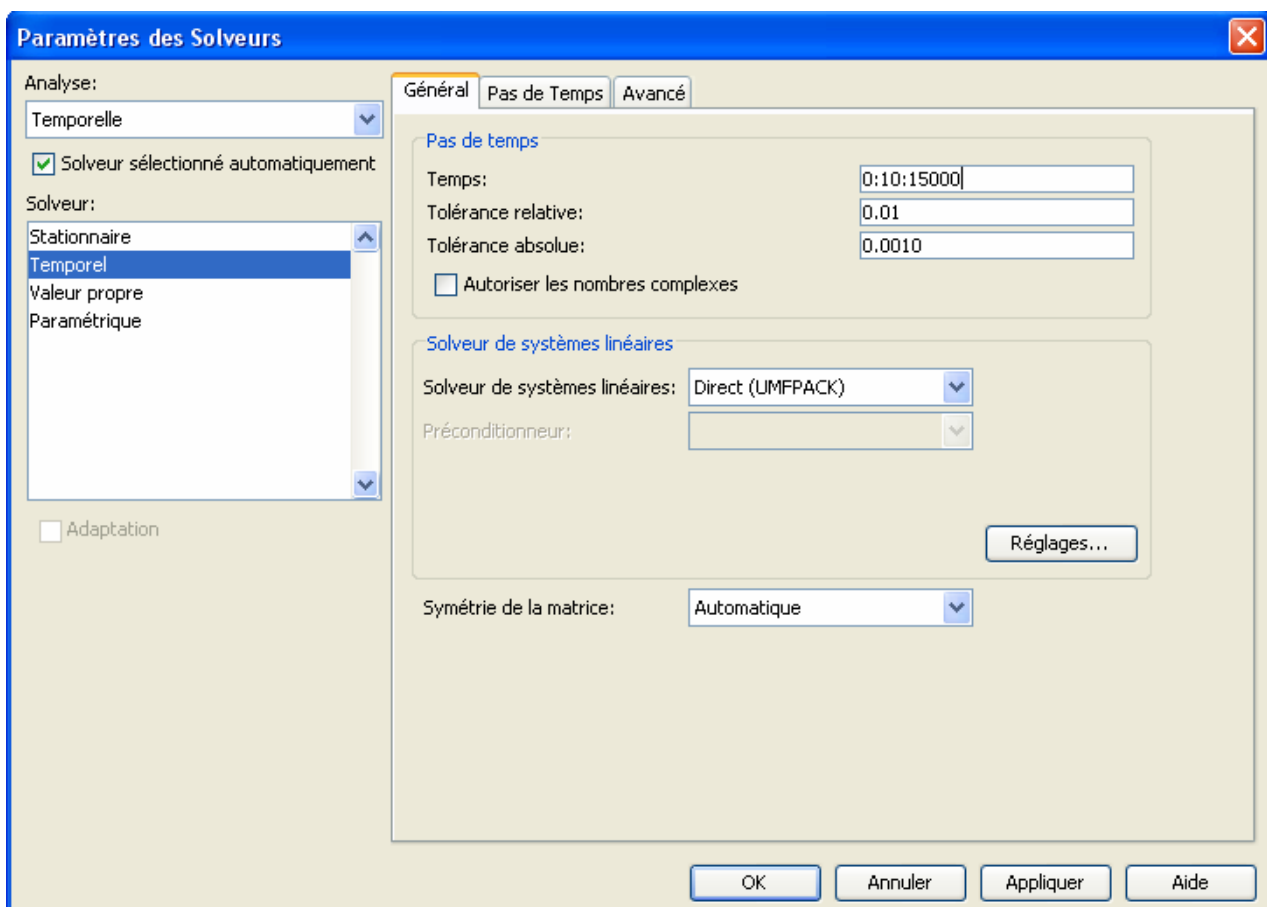 Paramètres des Solveurs
Analyse:
Temporelle
Solveur sélectionné automatiquement
Solveur:
Stationnaire
Temporel
Valeur propre
Paramétrique
Adaptation
Général Pas de Temps Avancé
Pas de temps
Temps: 0:10:15000
Tolérance relative: 0.01
Tolérance absolue: 0.0010
Autoriser les nombres complexes
Solveur de systèmes linéaires
Solveur de systèmes linéaires: Direct (UMFPACK)
Préconditionneur:
Réglages...
Symétrie de la matrice: Automatique
OK Annuler Appliquer Aide